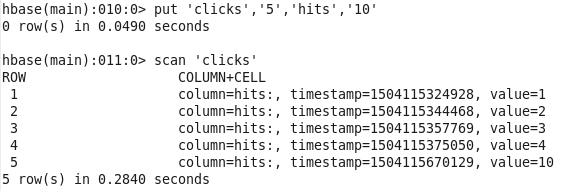 hbase(main):010:0> put 'clicks','5','hits','10'
0 row(s) in 0.0490 seconds
hbase(main):011:0> scan 'clicks'
ROW COLUMN+CELL
1 column=hits:, timestamp=1504115324928, value=1
2 column=hits:, timestamp=1504115344468, value=2
3 column=hits:, timestamp=1504115357769, value=3
4 column=hits:, timestamp=1504115375050, value=4
5 column=hits:, timestamp=1504115670129, value=10
5 row(s) in 0.2840 seconds